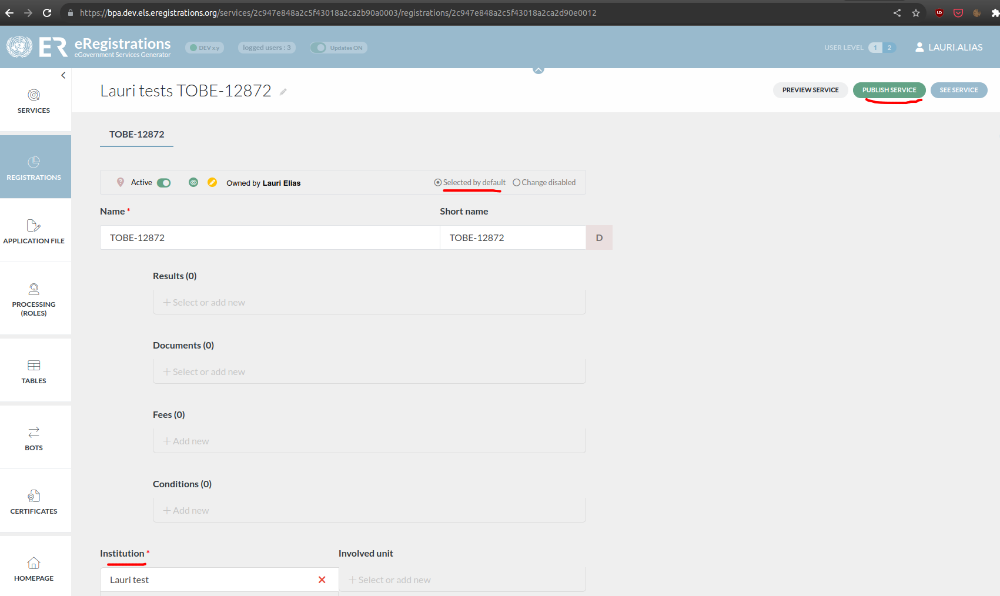 https://bpa.dev.els.eregistrations.org/services/2c947e848a2c5f43018a2ca2b90a0003/registrations/2c947e848a2c5f43018a2ca2d90e0012
ER eRegistrations
eGovernment Services Generator
DEV x.y
logged users : 3
Updates ON
USER LEVEL 1 2
LAURI.ALIAS
SERVICES
REGISTRATIONS
APPLICATION FILE
PROCESSING
(ROLES)
TABLES
BOTS
CERTIFICATES
HOMEPAGE
Lauri tests TOBE-12872
PREVIEW SERVICE
PUBLISH SERVICE
SEE SERVICE
TOBE-12872
? Active
Owned by Lauri Elias
Selected by default
Change disabled
Name *
Short name
TOBE-12872
TOBE-12872
D
Results (0)
Select or add new
Documents (0)
Select or add new
Fees (0)
Add new
Conditions (0)
Add new
Institution *
Involved unit
Lauri test
Select or add new